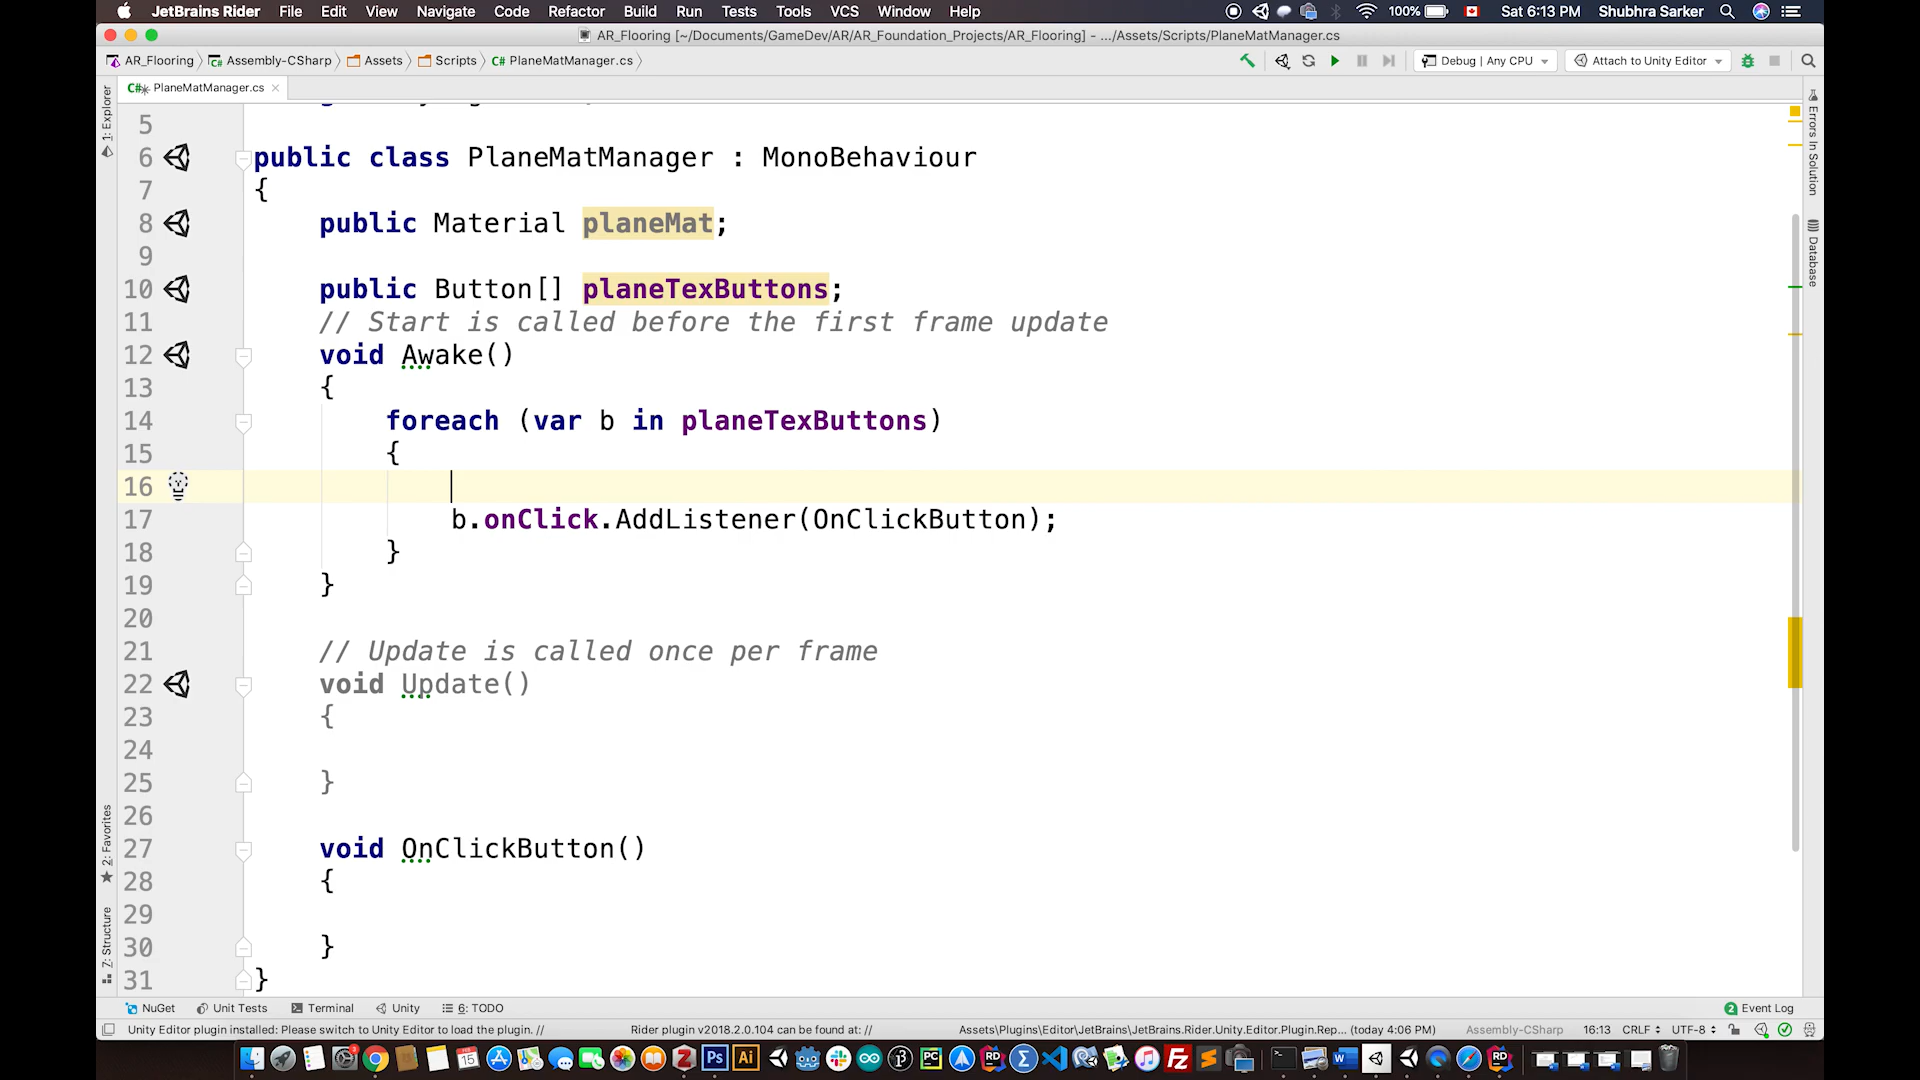 JetBrains Rider File Edit View Navigate Code Refactor Build Run Tests Tools VCS Window Help 100% Sat 6:13 PM Shubhra Sarker
AR_Flooring [~/Documents/GameDev/AR/AR_Foundation_Projects/AR_Flooring] - .../Assets/Scripts/PlaneMatManager.cs
AR_Flooring Assembly-CSharp Assets Scripts C# PlaneMatManager.cs Debug | Any CPU Attach to Unity Editor
C# PlaneMatManager.cs
1: Explorer
2: Favorites
7: Structure
Errors In Solution
Database
5
6 public class PlaneMatManager : MonoBehaviour
7 {
8 public Material planeMat;
9
10 public Button[] planeTexButtons;
11 // Start is called before the first frame update
12 void Awake()
13 {
14 foreach (var b in planeTexButtons)
15 {
16
17 b.onClick.AddListener(OnClickButton);
18 }
19 }
20
21 // Update is called once per frame
22 void Update()
23 {
24
25 }
26
27 void OnClickButton()
28 {
29
30 }
31 }
NuGet Unit Tests Terminal Unity 6: TODO 2 Event Log
Unity Editor plugin installed: Please switch to Unity Editor to load the plugin. // Rider plugin v2018.2.0.104 can be found at: // Assets\Plugins\Editor\JetBrains\JetBrains.Rider.Unity.Editor.Plugin.Rep... (today 4:06 PM) Assembly-CSharp 16:13 CRLF UTF-8